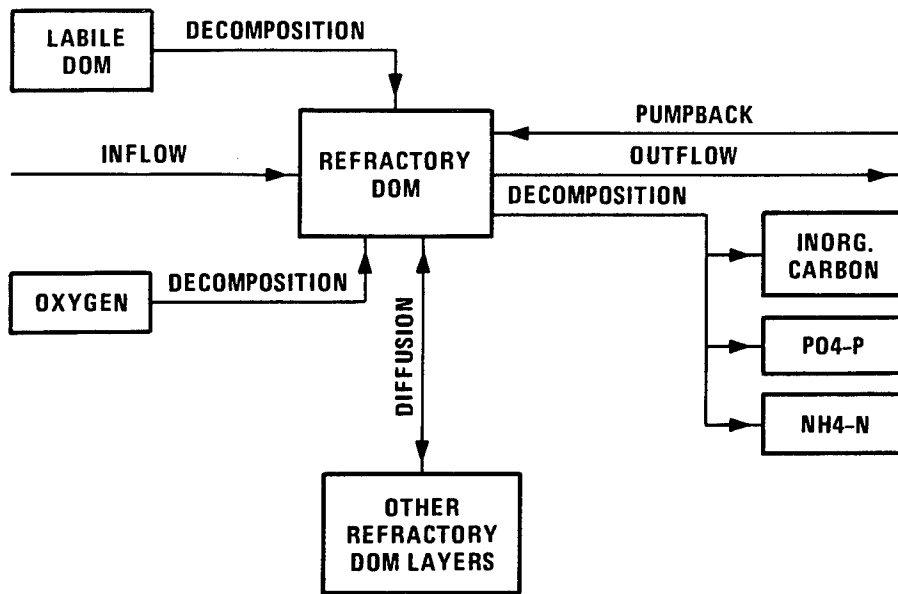 LABILE
DOM
DECOMPOSITION
INFLOW
REFRACTORY
DOM
PUMPBACK
OUTFLOW
DECOMPOSITION
INORG.
CARBON
OXYGEN
DECOMPOSITION
DIFFUSION
PO4-P
NH4-N
OTHER
REFRACTORY
DOM LAYERS